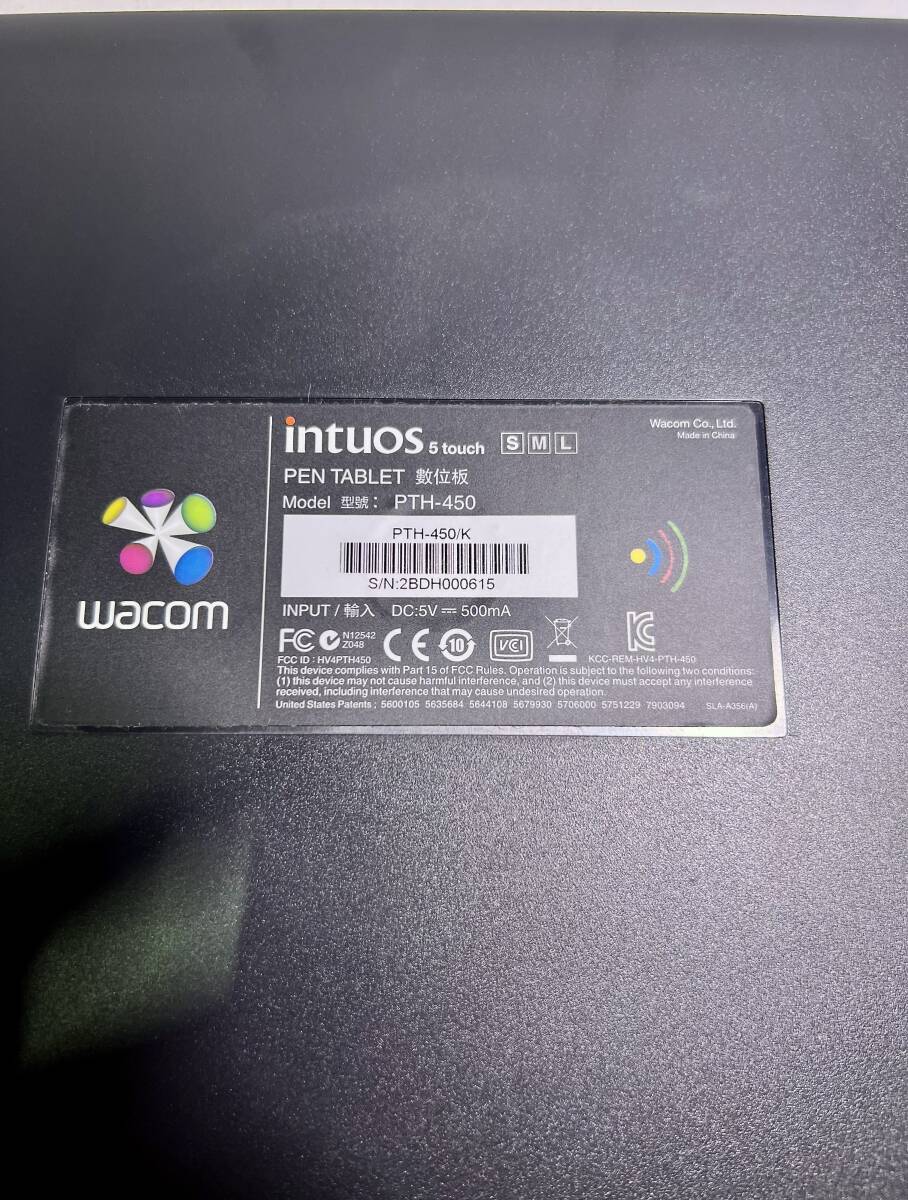 wacom
intuos 5 touch S M L
PEN TABLET 數位板
Model 型號: PTH-450
PTH-450/K
S/N:2BDH000615
INPUT / 輸入 DC:5V 500mA
Wacom Co., Ltd.
Made in China
FC N12542
Z048
CE 10 VCI
FCC ID : HV4PTH450
KCC-REM-HV4-PTH-450
This device complies with Part 15 of FCC Rules. Operation is subject to the following two conditions:
(1) this device may not cause harmful interference, and (2) this device must accept any interference
received, including interference that may cause undesired operation.
United States Patents ; 5600105 5635684 5644108 5679930 5706000 5751229 7903094
SLA-A356(A)